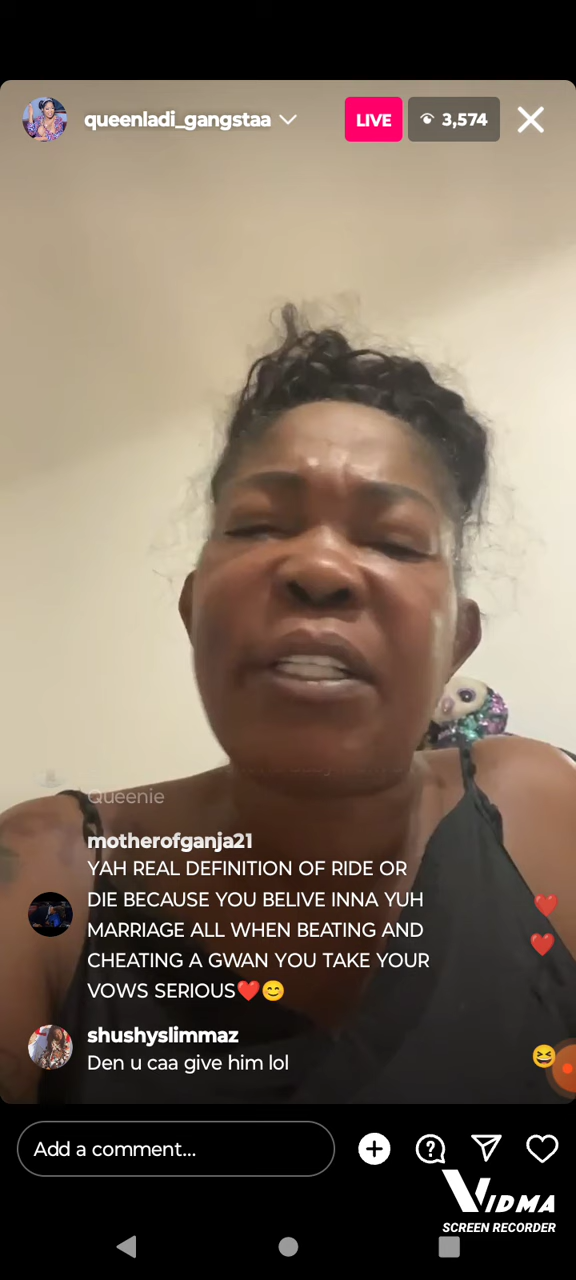 queenladi_gangstaa
LIVE
3,574
Queenie
motherofganja21
YAH REAL DEFINITION OF RIDE OR
DIE BECAUSE YOU BELIVE INNA YUH
MARRIAGE ALL WHEN BEATING AND
CHEATING A GWAN YOU TAKE YOUR
VOWS SERIOUS❤️😊
shushyslimmaz
Den u caa give him lol
Add a comment...
VIDMA
SCREEN RECORDER